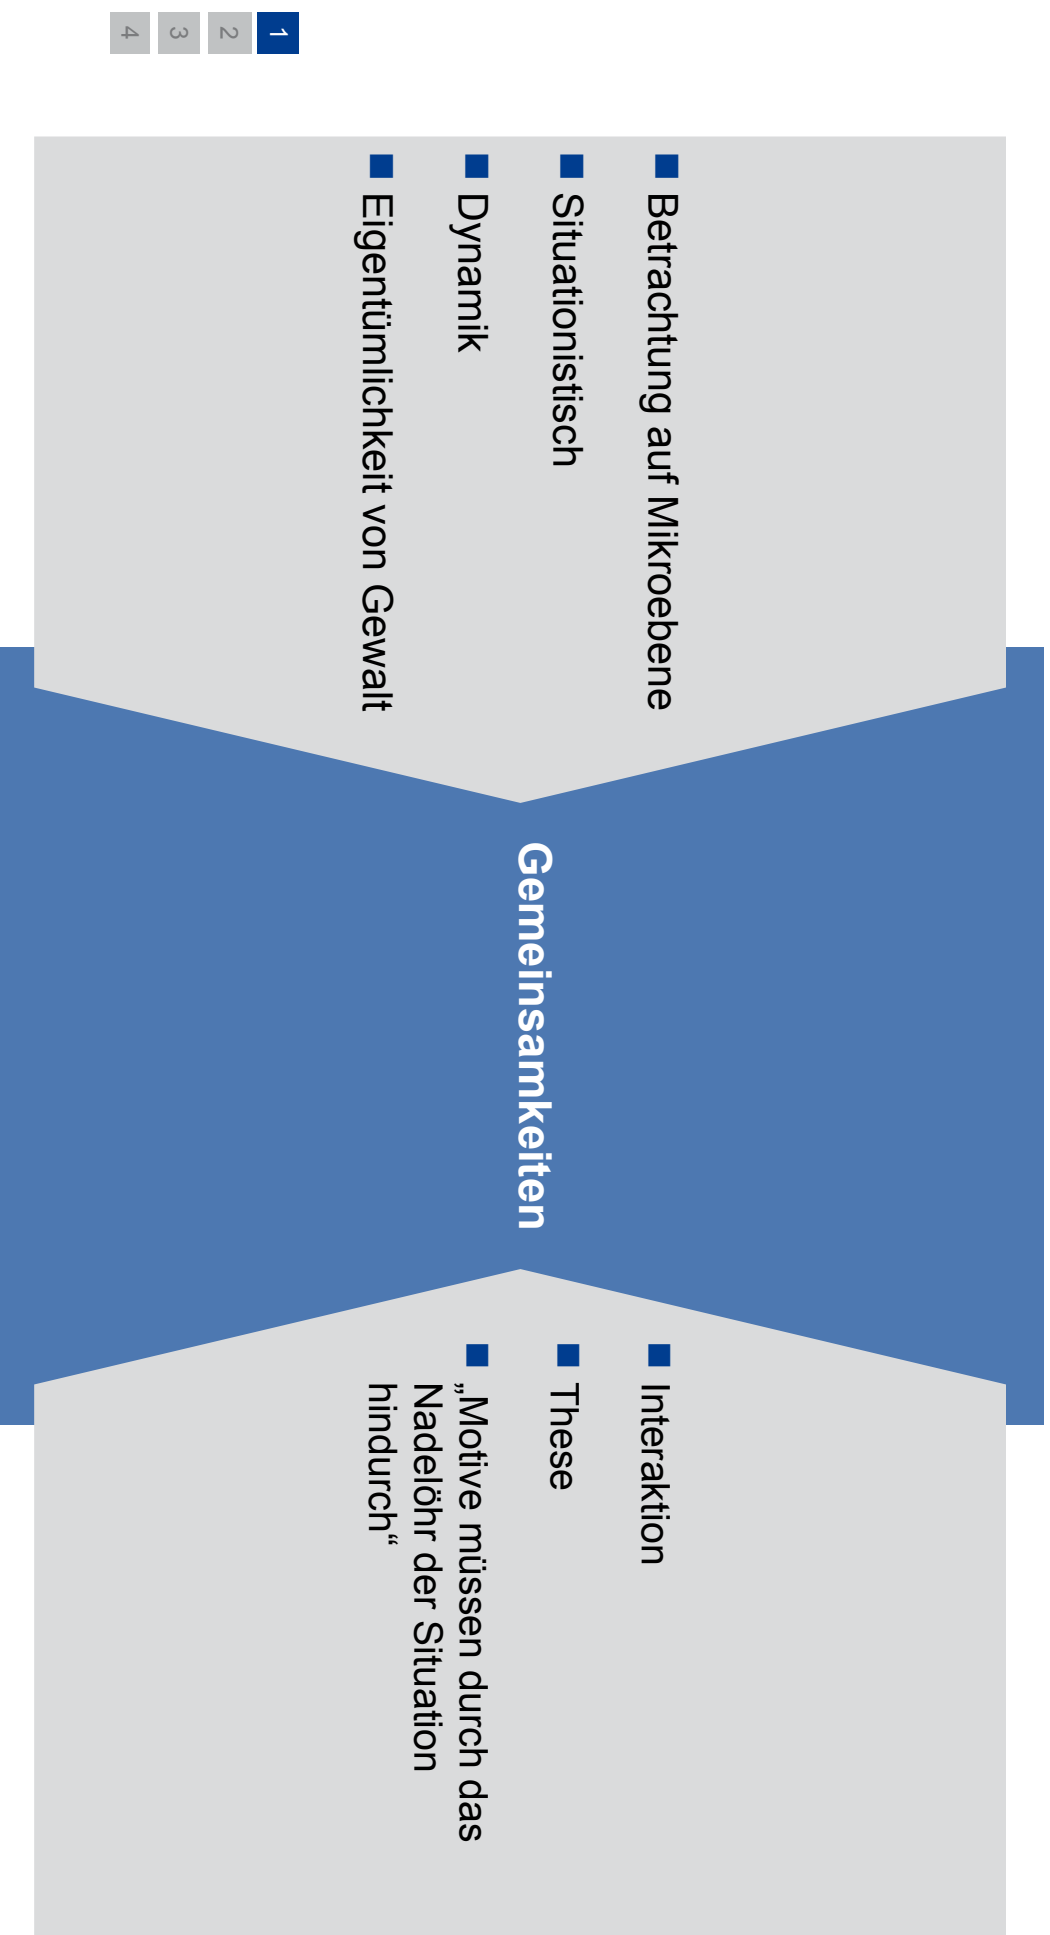 1
2
3
4
Betrachtung auf Mikroebene
Situationistisch
Dynamik
Eigentümlichkeit von Gewalt
Gemeinsamkeiten
Interaktion
These
„Motive müssen durch das
Nadelöhr der Situation
hindurch“